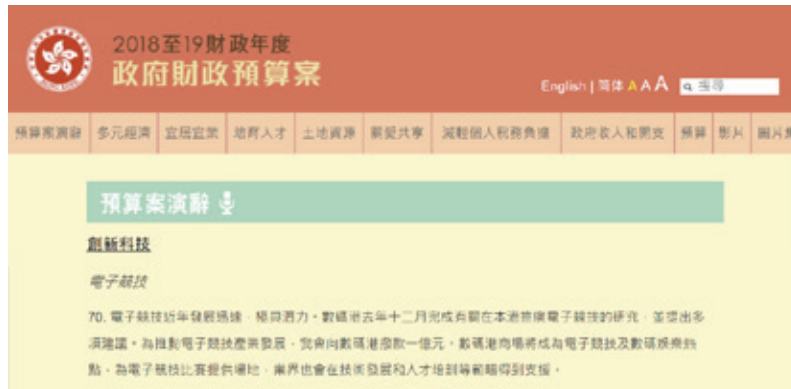 2018至19財政年度
政府財政預算案
English | 简体 A A A 搜尋
預算案演辭 多元經濟 宜居宜業 培育人才 土地資源 關愛共享 減輕個人稅務負擔 政府收入和開支 預算 影片 圖片
預算案演辭
創新科技
電子競技
70. 電子競技近年發展迅速，極具潛力。數碼港去年十二月完成有關在本港推廣電子競技的研究，並提出多
項建議。為推動電子競技產業發展，我會向數碼港撥款一億元。數碼港商場將成為電子競技及數碼娛樂熱
點，為電子競技比賽提供場地，業界也會在技術發展和人才培訓等範疇得到支援。